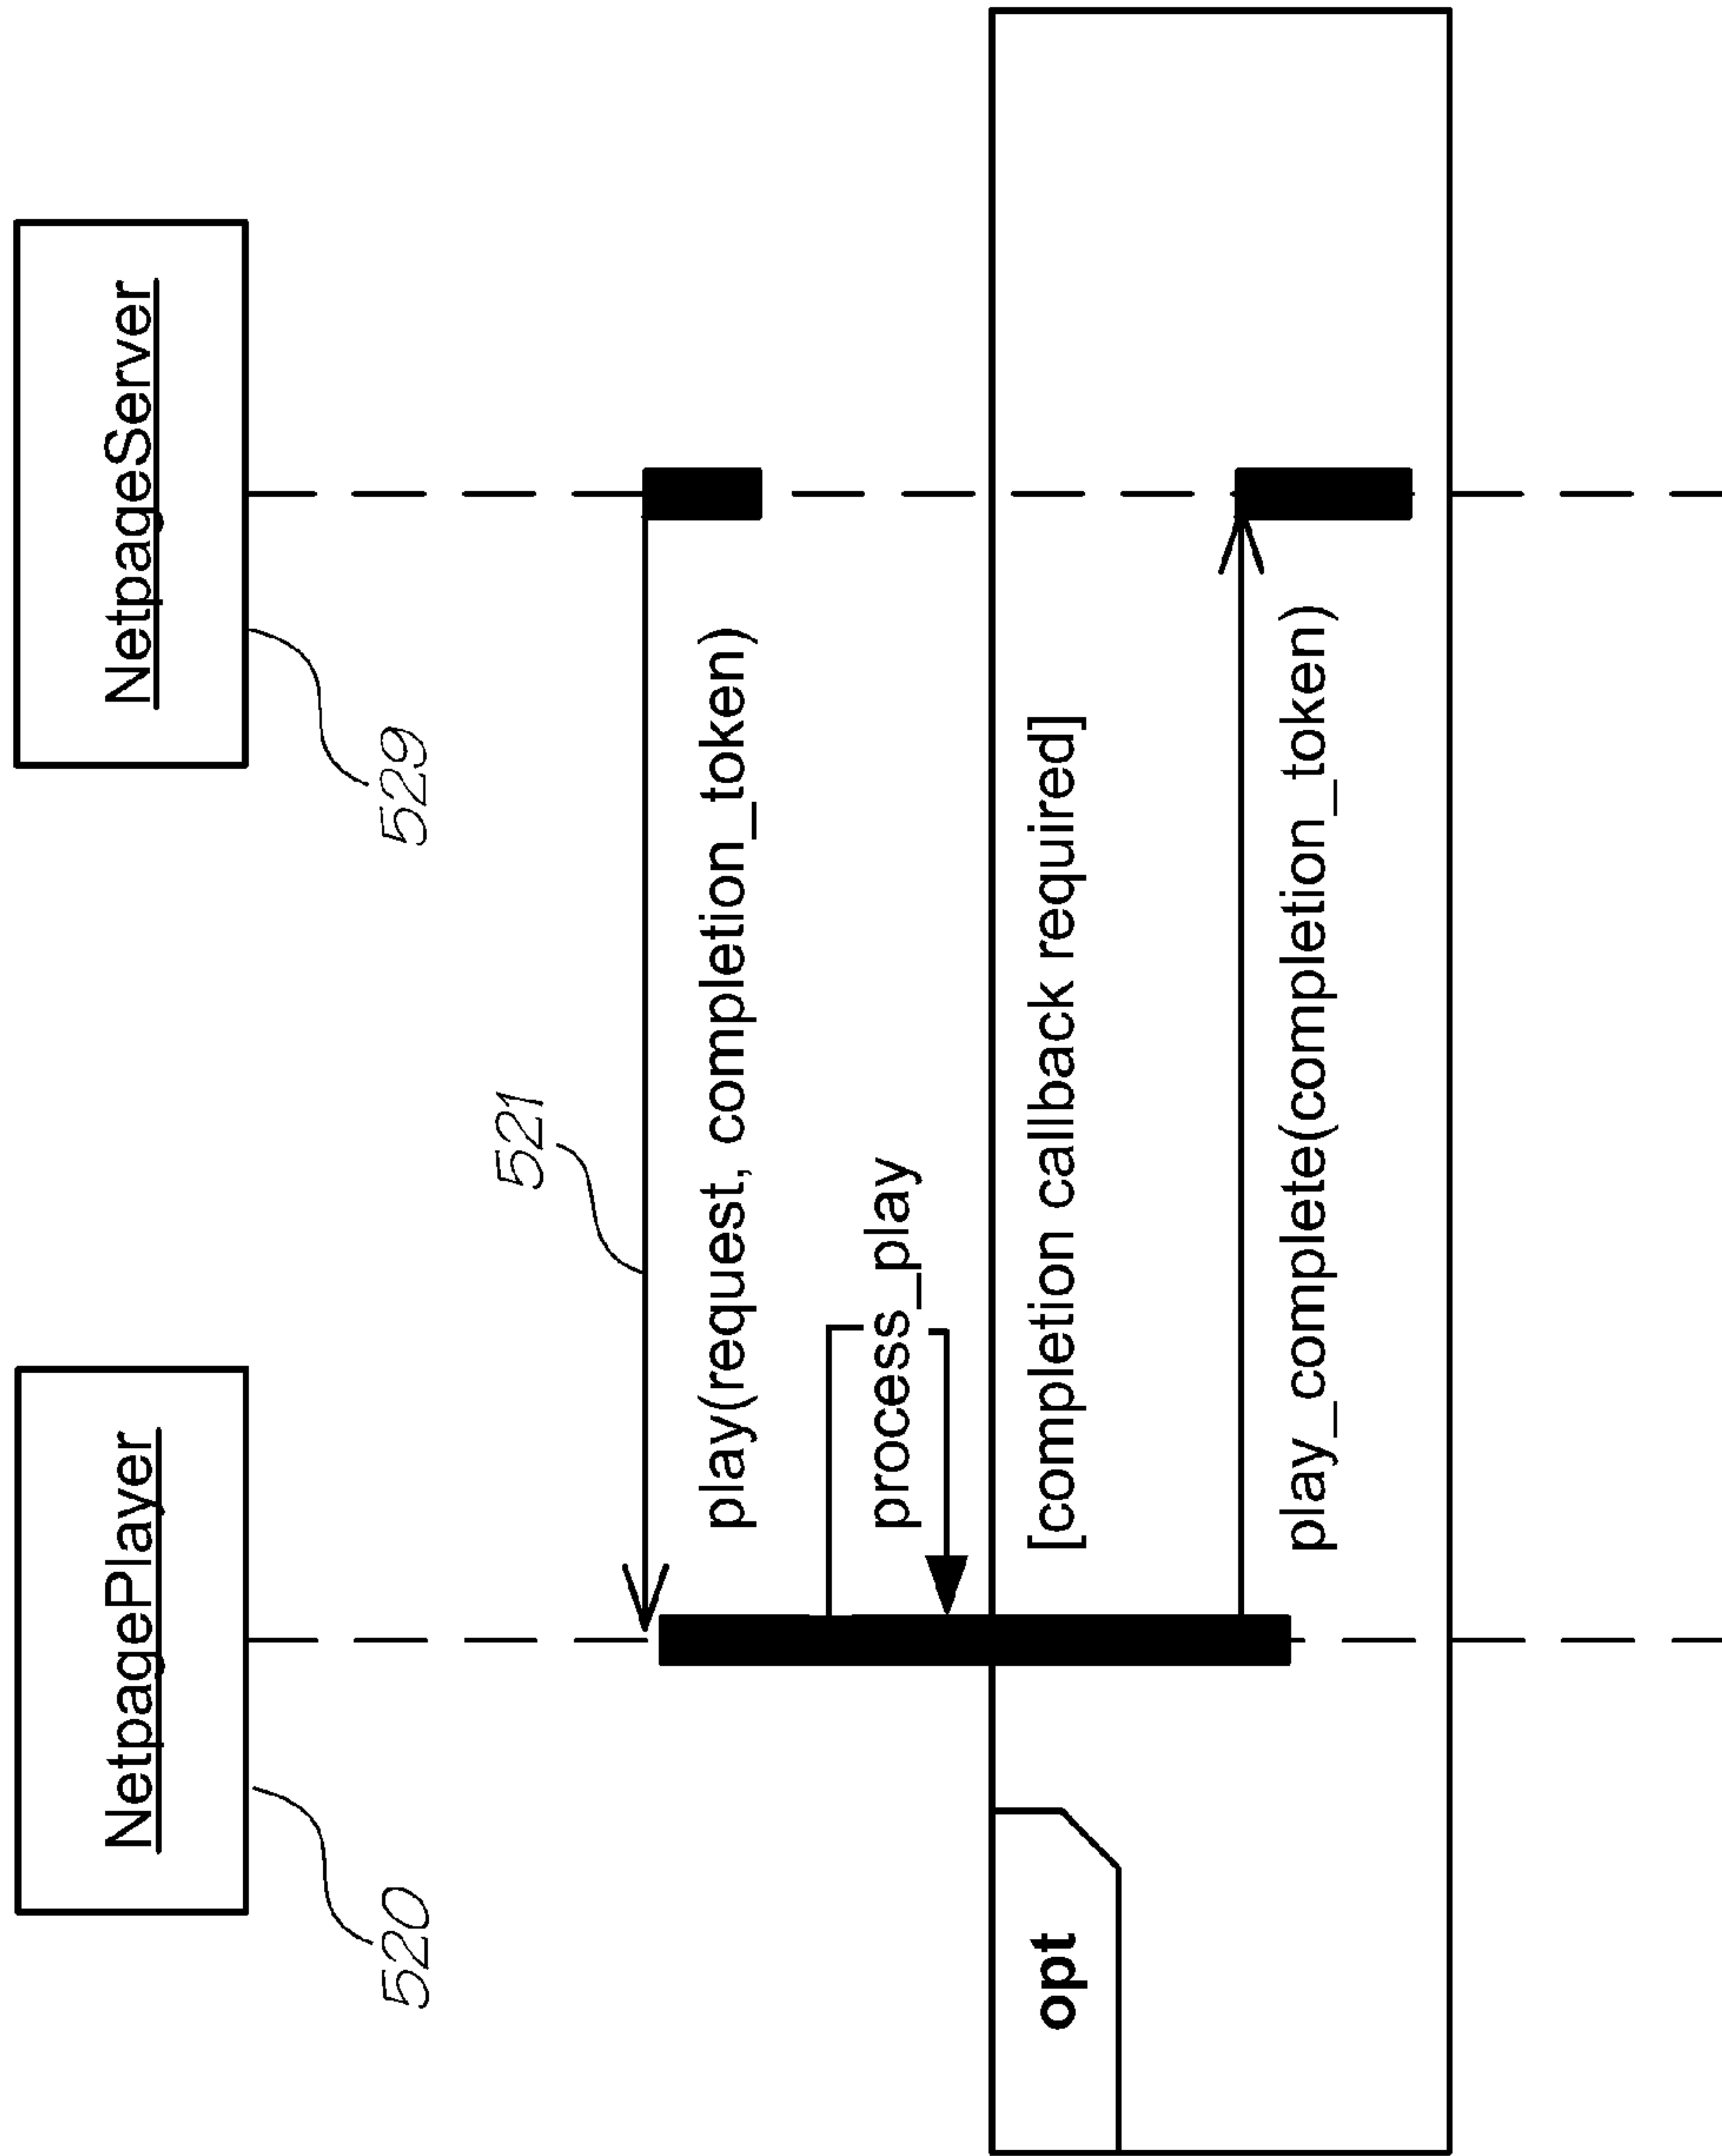 NetpagePlayer
NetpageServer
520
529
521
play(request, completion_token)
process_play
opt
[completion callback required]
play_complete(completion_token)